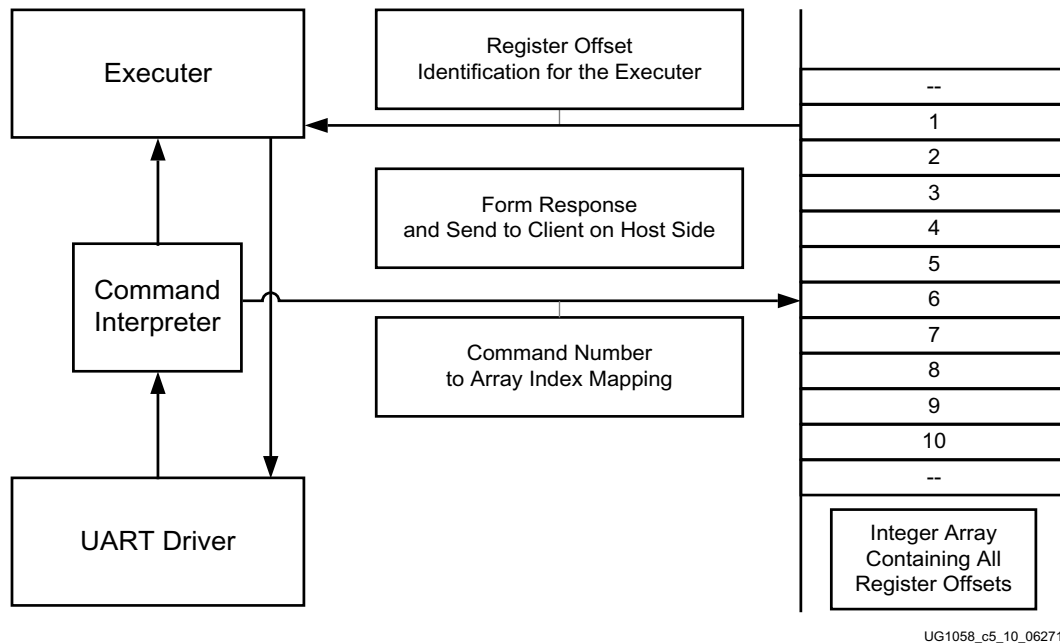 Executer
Register Offset
Identification for the Executer
Form Response
and Send to Client on Host Side
Command
Interpreter
Command Number
to Array Index Mapping
UART Driver
--
1
2
3
4
5
6
7
8
9
10
--
Integer Array
Containing All
Register Offsets
UG1058_c5_10_06271